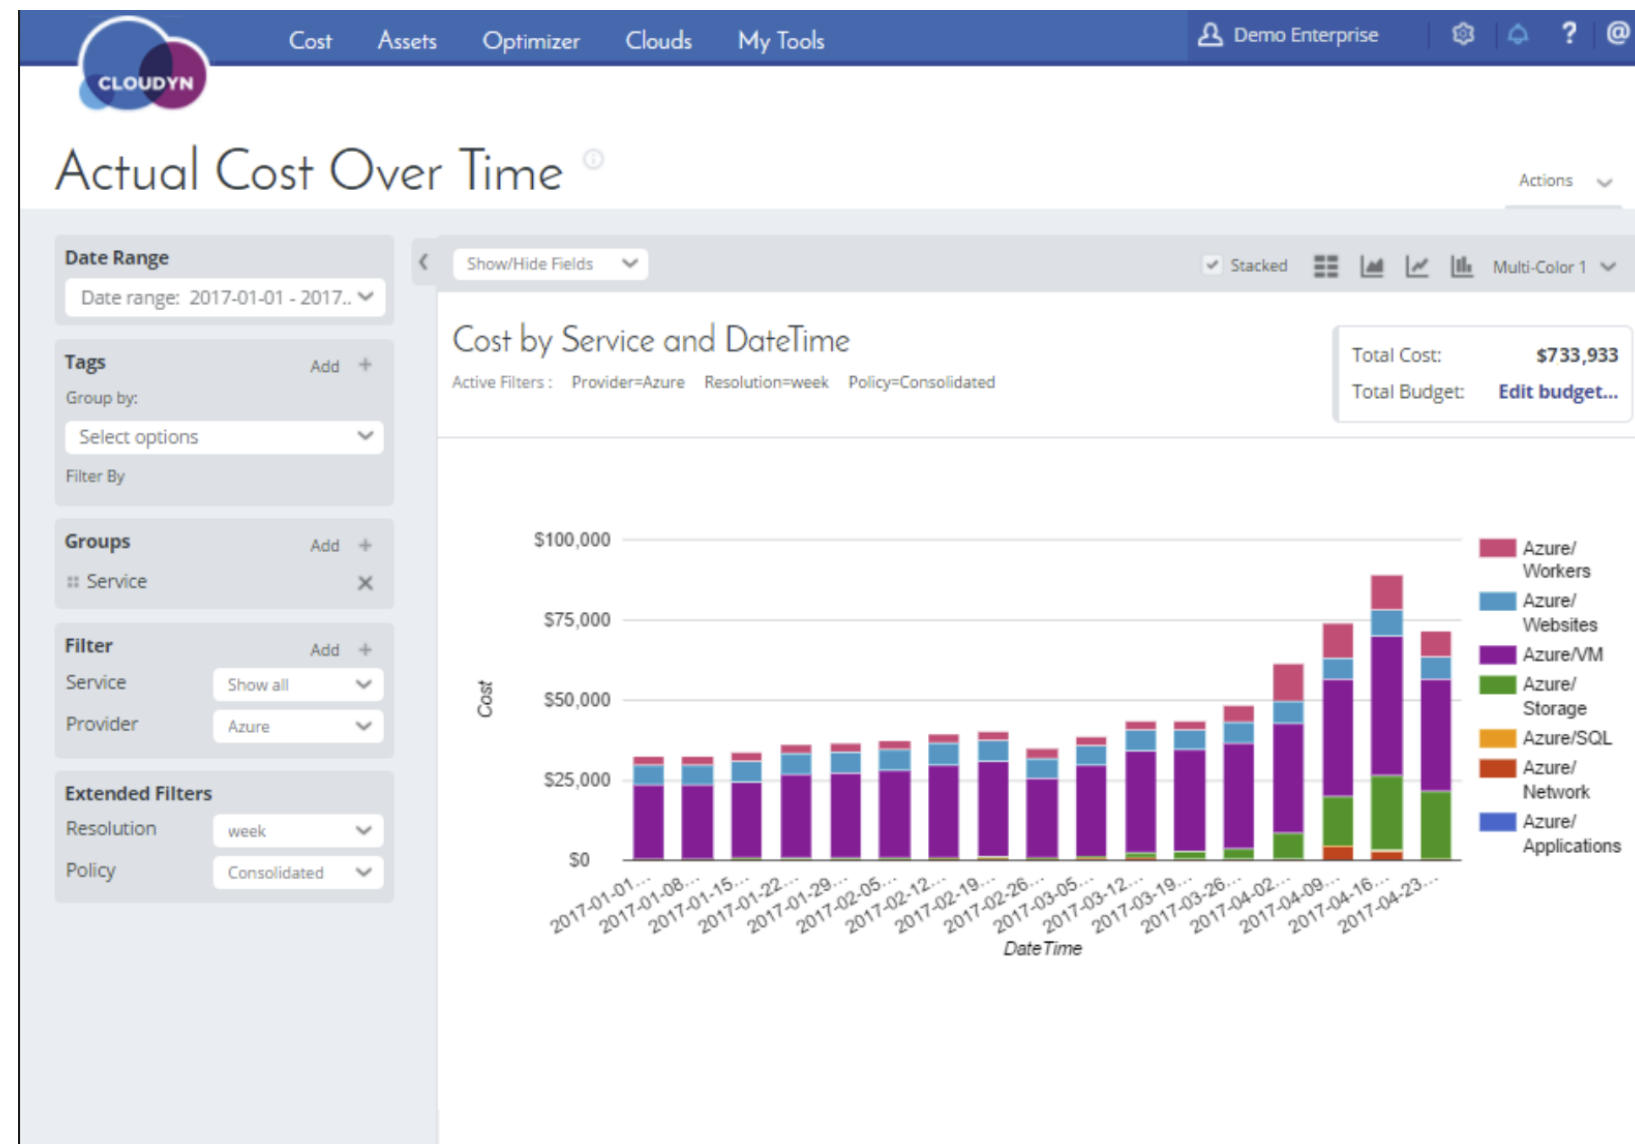 Cost Assets Optimizer Clouds My Tools Demo Enterprise ? @
CLOUDYN
Actual Cost Over Time
Actions
Date Range
Date range: 2017-01-01 - 2017..
Tags Add +
Group by:
Select options
Filter By
Groups Add +
Service
Filter Add +
Service Show all
Provider Azure
Extended Filters
Resolution week
Policy Consolidated
Show/Hide Fields
Stacked
Multi-Color 1
Cost by Service and DateTime
Active Filters : Provider=Azure Resolution=week Policy=Consolidated
Total Cost: $733,933
Total Budget: Edit budget...
$100,000
$75,000
$50,000
$25,000
$0
Cost
2017-01-01...
2017-01-08...
2017-01-15...
2017-01-22...
2017-01-29...
2017-02-05...
2017-02-12...
2017-02-19...
2017-02-26...
2017-03-05...
2017-03-12...
2017-03-19...
2017-03-26...
2017-04-02...
2017-04-09...
2017-04-16...
2017-04-23...
DateTime
Azure/
Workers
Azure/
Websites
Azure/VM
Azure/
Storage
Azure/SQL
Azure/
Network
Azure/
Applications